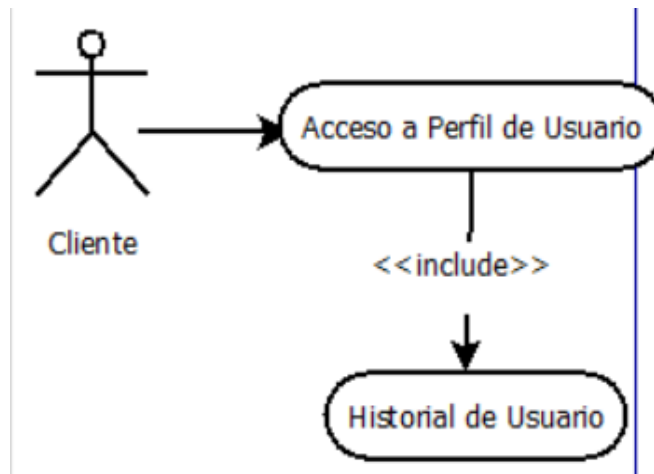 Acceso a Perfil de Usuario
Cliente
<<include>>
Historial de Usuario